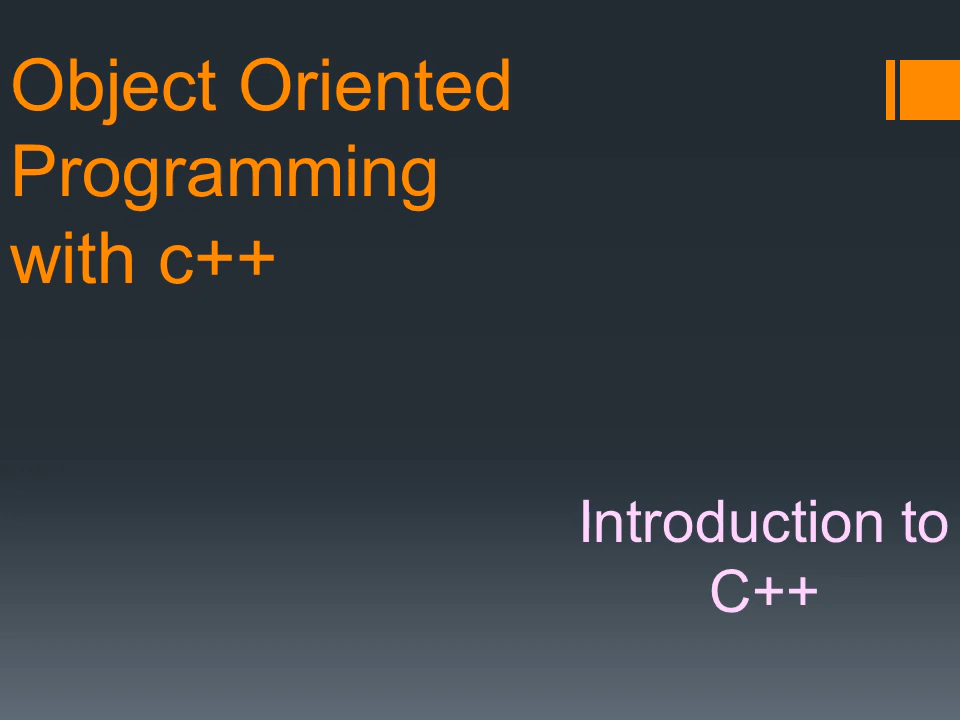 Object Oriented
Programming
with c++
Introduction to
C++